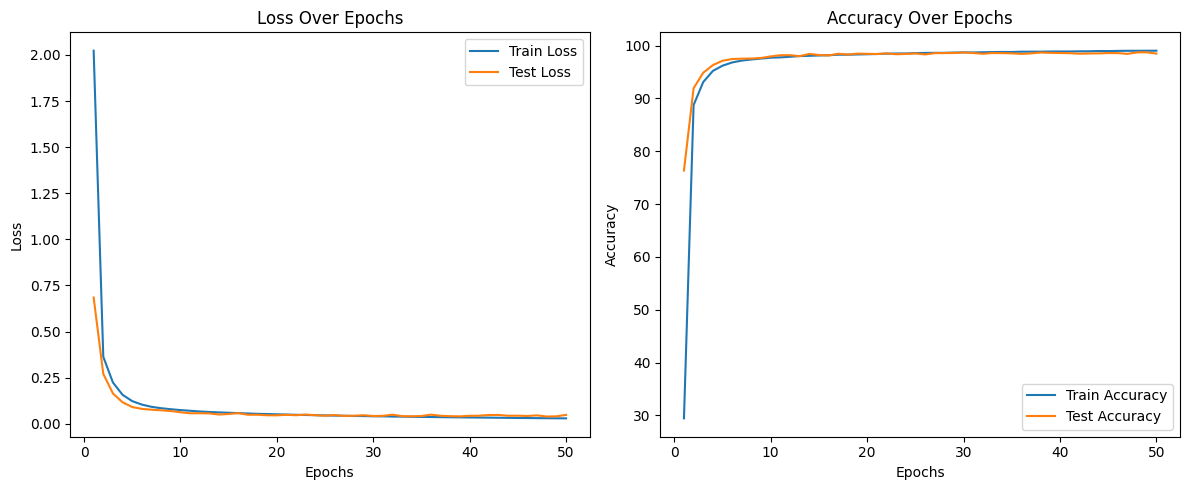 Loss Over Epochs
2.00
1.75
1.50
1.25
1.00
0.75
0.50
0.25
0.00
Loss
0 10 20 30 40 50
Epochs
Train Loss
Test Loss
Accuracy Over Epochs
100
90
80
70
60
50
40
30
Accuracy
0 10 20 30 40 50
Epochs
Train Accuracy
Test Accuracy